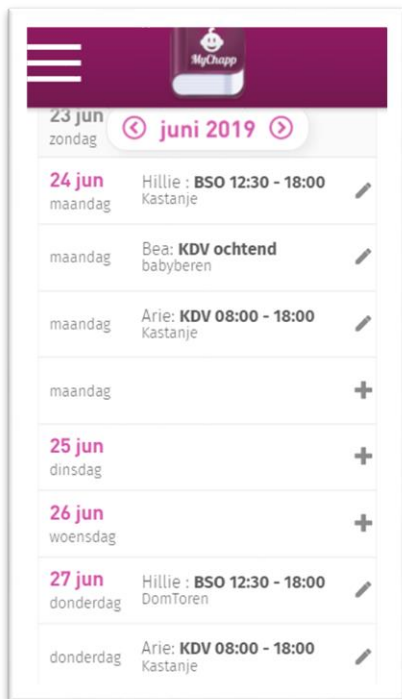 MyChapp
23 jun
zondag
juni 2019
24 jun
maandag
Hillie : BSO 12:30 - 18:00
Kastanje
maandag
Bea: KDV ochtend
babyberen
maandag
Arie: KDV 08:00 - 18:00
Kastanje
maandag
25 jun
dinsdag
26 jun
woensdag
27 jun
donderdag
Hillie : BSO 12:30 - 18:00
DomToren
donderdag
Arie: KDV 08:00 - 18:00
Kastanje